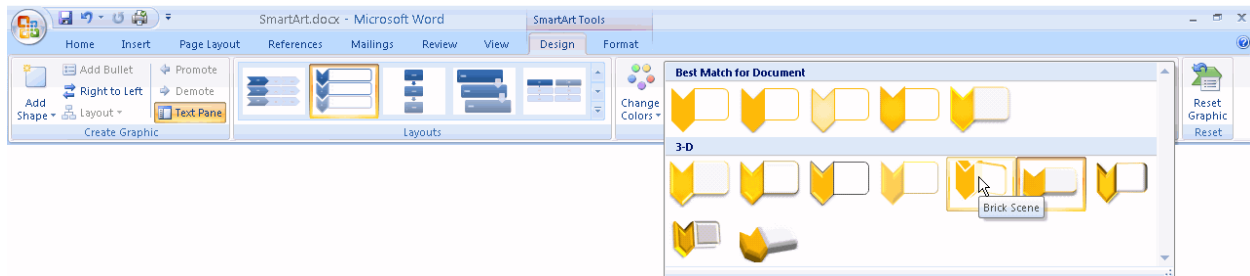 SmartArt.docx - Microsoft Word
SmartArt Tools
Home Insert Page Layout References Mailings Review View Design Format
Add Shape
Add Bullet
Right to Left
Layout
Promote
Demote
Text Pane
Create Graphic
Layouts
Change Colors
Best Match for Document
3-D
Brick Scene
Reset Graphic
Reset